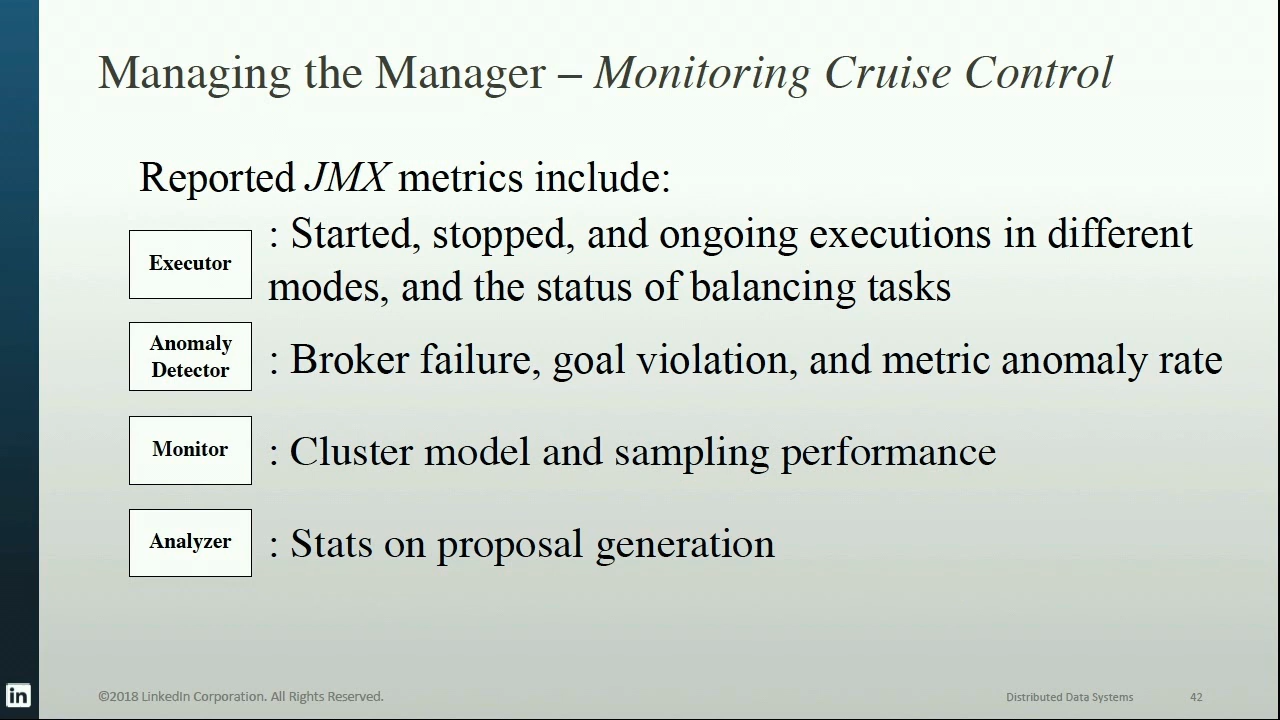 Managing the Manager – Monitoring Cruise Control
Reported JMX metrics include:
Executor
: Started, stopped, and ongoing executions in different
modes, and the status of balancing tasks
Anomaly
Detector
: Broker failure, goal violation, and metric anomaly rate
Monitor
: Cluster model and sampling performance
Analyzer
: Stats on proposal generation
in
©2018 LinkedIn Corporation. All Rights Reserved.
Distributed Data Systems
42